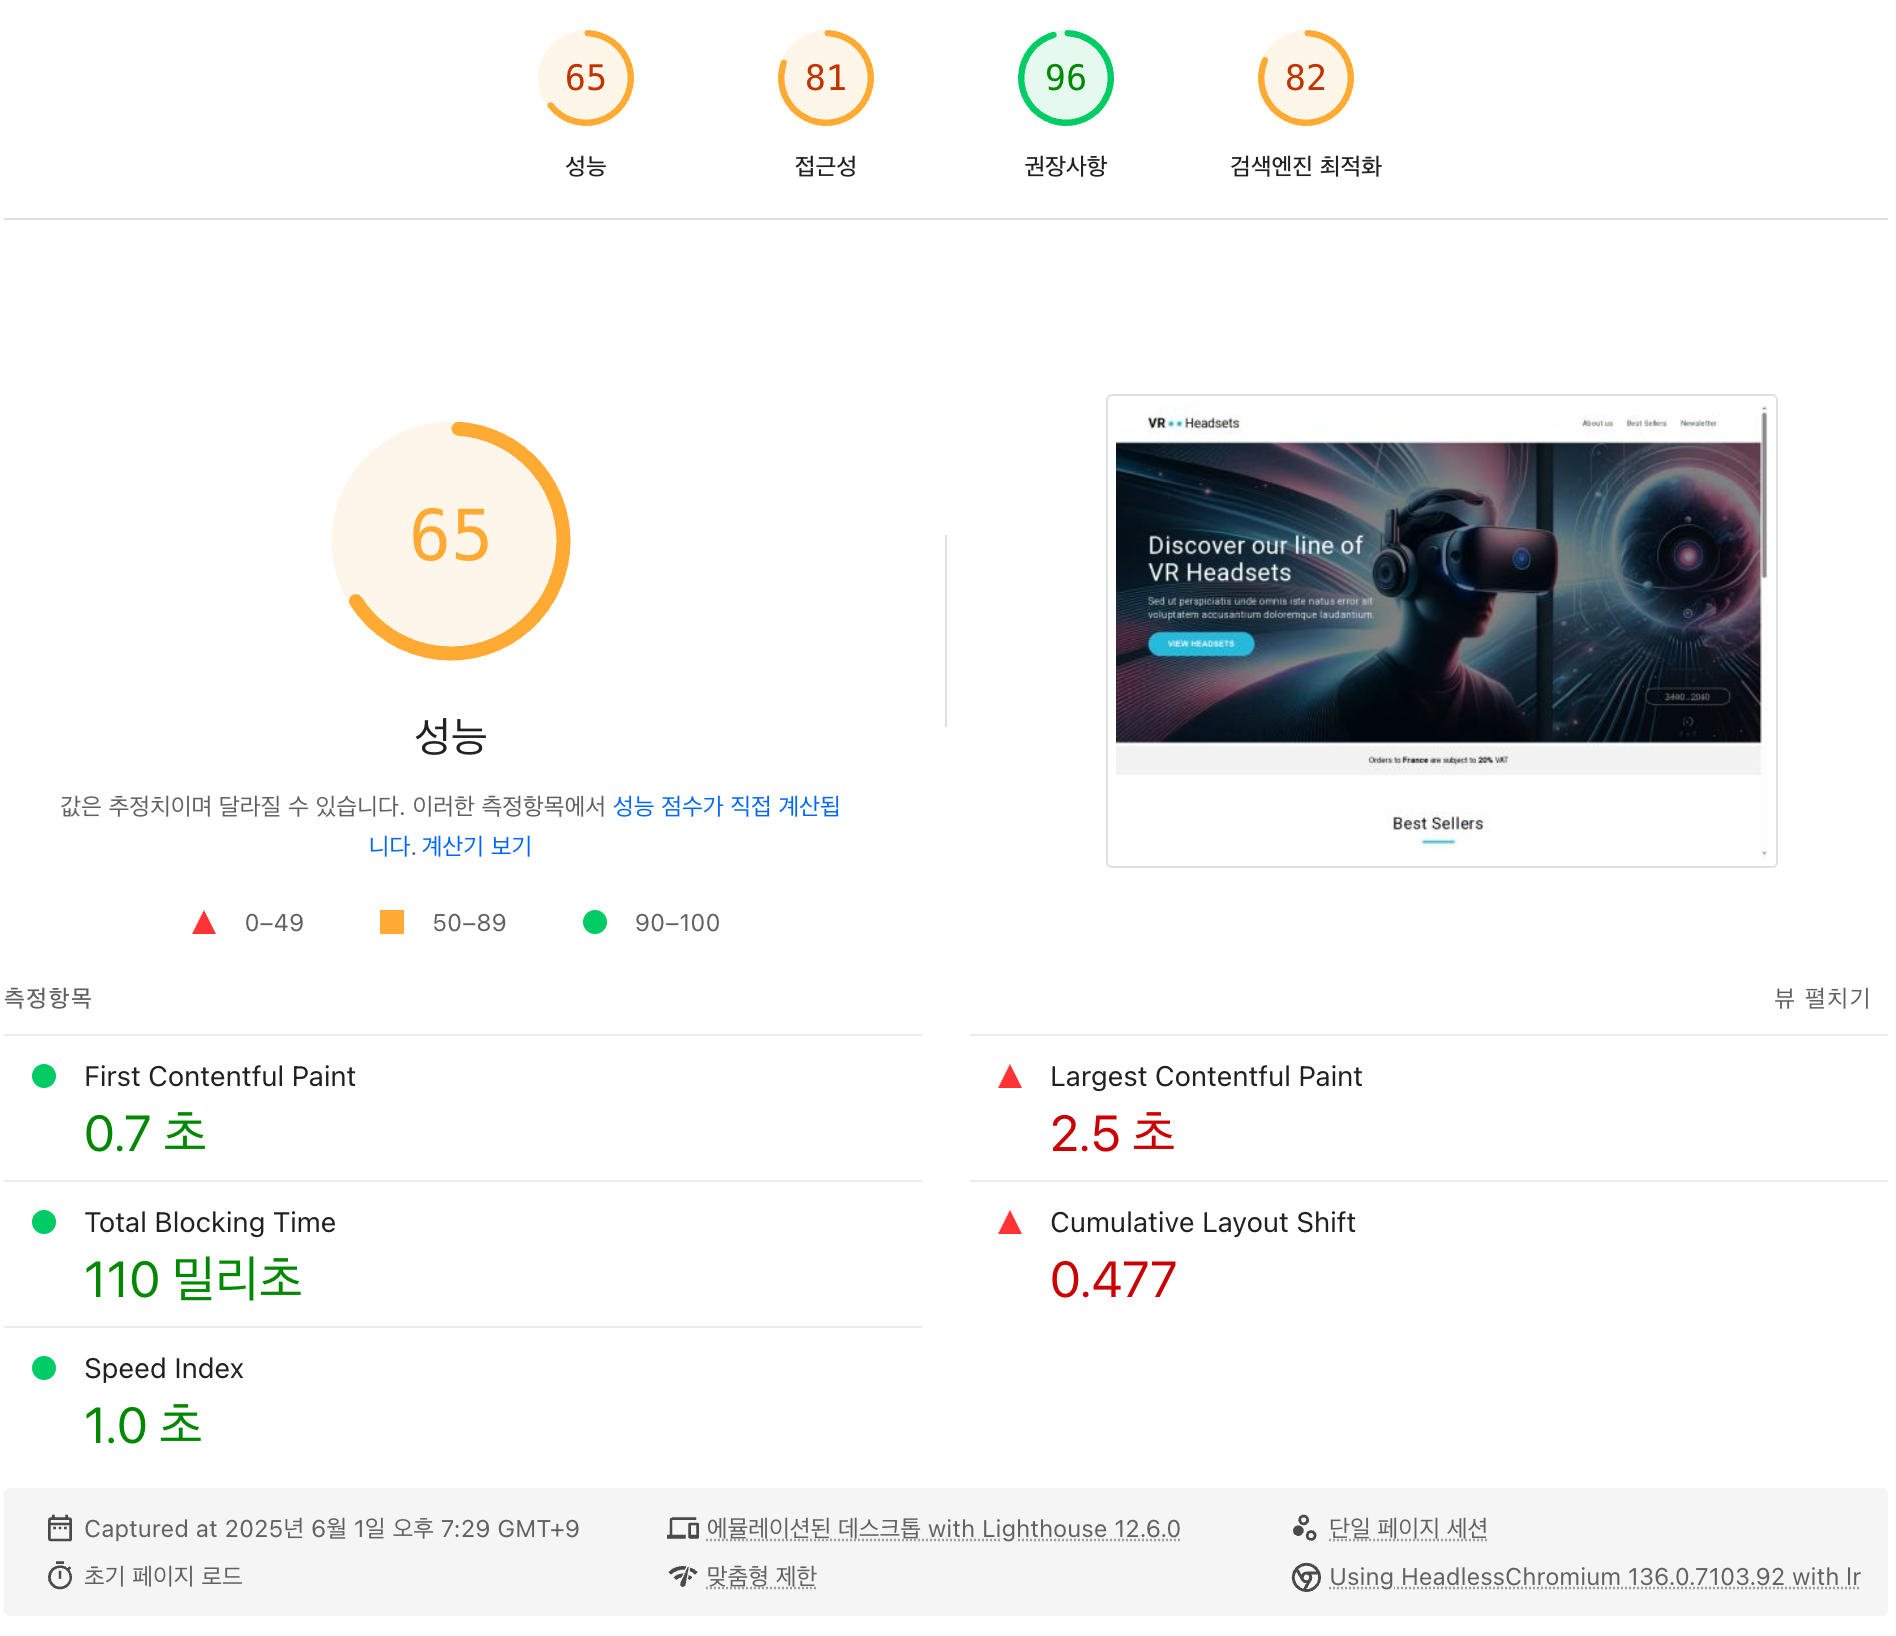 65
81
96
82
성능
접근성
권장사항
검색엔진 최적화
65
성능
값은 추정치이며 달라질 수 있습니다. 이러한 측정항목에서 성능 점수가 직접 계산됩
니다. 계산기 보기
0–49
50–89
90–100
VR Headsets
About us
Best Sellers
Newsletter
Discover our line of
VR Headsets
Sed ut perspiciatis unde omnis iste natus error sit
voluptatem accusantium doloremque laudantium.
VIEW HEADSETS
Orders to France are subject to 20% VAT
Best Sellers
측정항목
뷰 펼치기
First Contentful Paint
0.7 초
Largest Contentful Paint
2.5 초
Total Blocking Time
110 밀리초
Cumulative Layout Shift
0.477
Speed Index
1.0 초
Captured at 2025년 6월 1일 오후 7:29 GMT+9
에뮬레이션된 데스크톱 with Lighthouse 12.6.0
단일 페이지 세션
초기 페이지 로드
맞춤형 제한
Using HeadlessChromium 136.0.7103.92 with lr